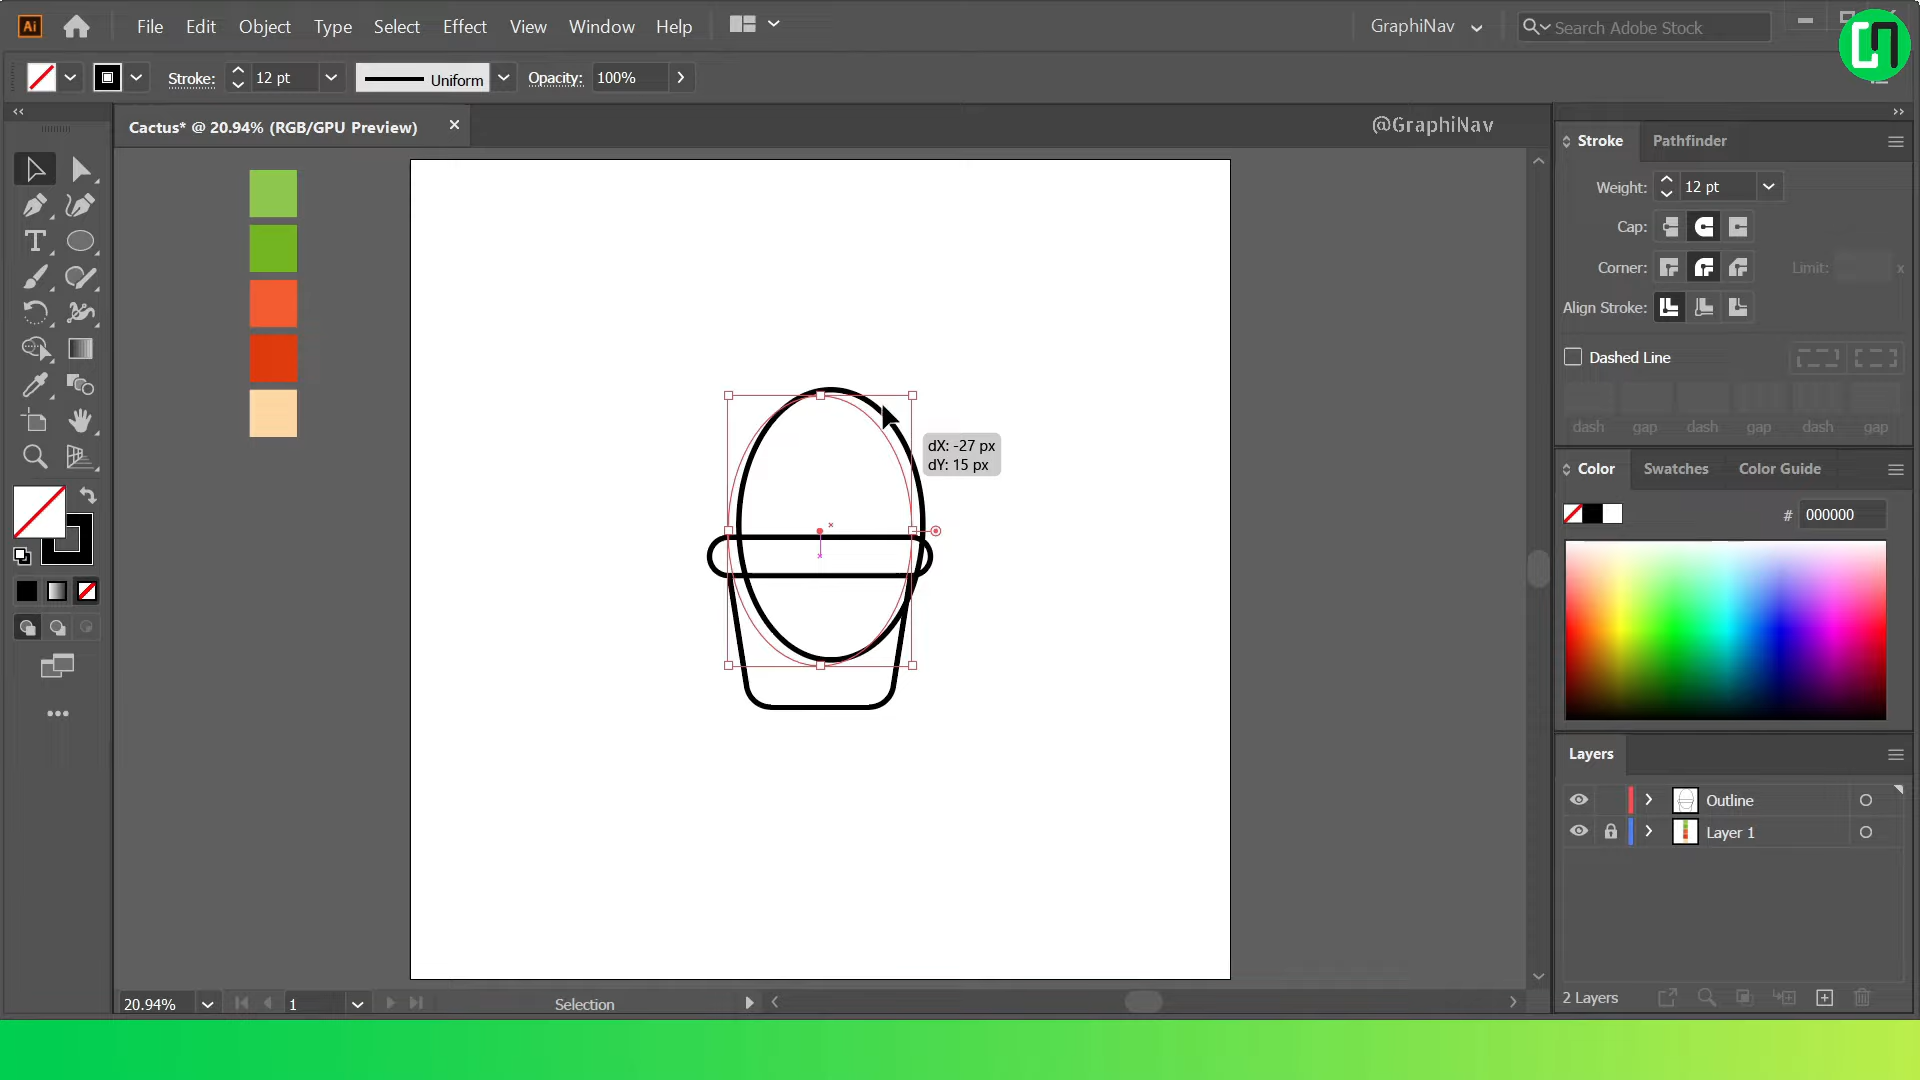 Ai File Edit Object Type Select Effect View Window Help GraphiNav Search Adobe Stock
Stroke: 12 pt Uniform Opacity: 100%
Cactus* @ 20.94% (RGB/GPU Preview) × @GraphiNav
Stroke Pathfinder
Weight: 12 pt
Cap:
Corner: Limit: x
Align Stroke:
Dashed Line
dash gap dash gap dash gap
dX: -27 px
dY: 15 px
Color Swatches Color Guide
# 000000
Layers
Outline
Layer 1
2 Layers
20.94% 1 Selection